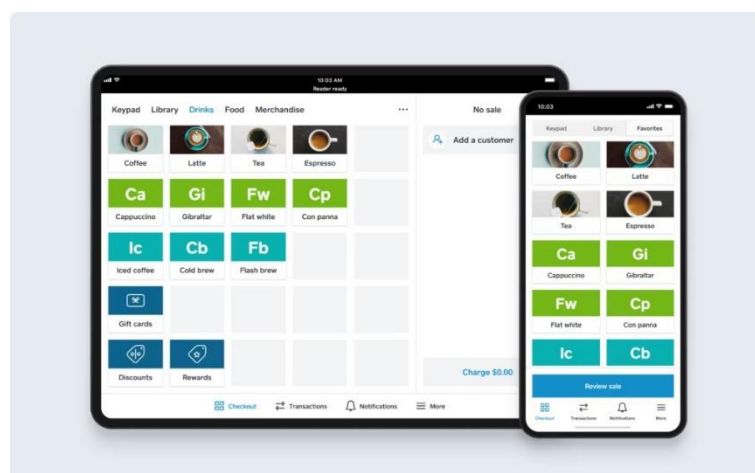 10:03 AM
Reader ready
Keypad Library Drinks Food Merchandise ••• No sale
Add a customer
Coffee Latte Tea Espresso
Ca Gi Fw Cp
Cappuccino Gibraltar Flat white Con panna
Ic Cb Fb
Iced coffee Cold brew Flash brew
Gift cards
Discounts Rewards
Charge $0.00
Checkout Transactions Notifications More
10:03
Keypad Library Favorites
Coffee Latte
Tea Espresso
Ca Gi
Cappuccino Gibraltar
Fw Cp
Flat white Con panna
Ic Cb
Review sale
Checkout Transactions Notifications More